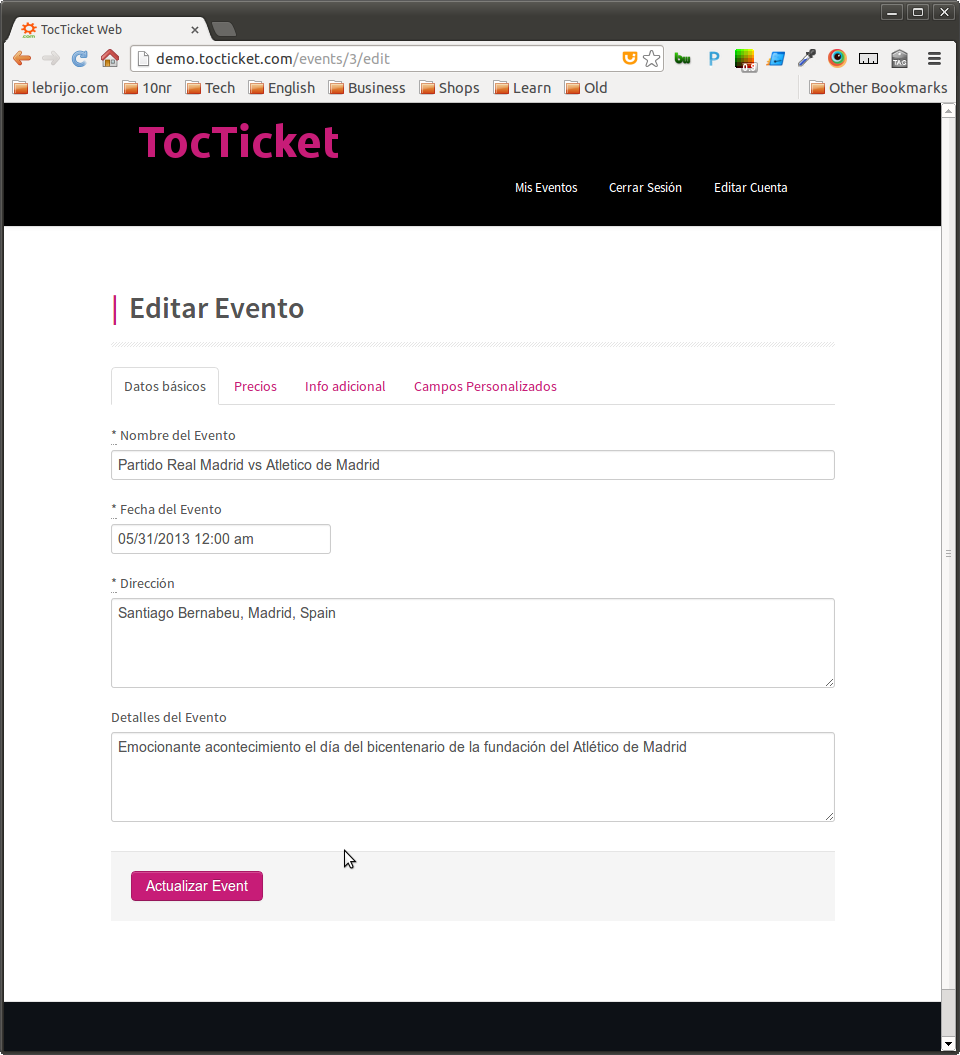 TocTicket Web
demo.tocticket.com/events/3/edit
bw P 0.5 TAG
lebrijo.com 10nr Tech English Business Shops Learn Old Other Bookmarks
TocTicket
Mis Eventos Cerrar Sesión Editar Cuenta
Editar Evento
Datos básicos Precios Info adicional Campos Personalizados
* Nombre del Evento
Partido Real Madrid vs Atletico de Madrid
* Fecha del Evento
05/31/2013 12:00 am
* Dirección
Santiago Bernabeu, Madrid, Spain
Detalles del Evento
Emocionante acontecimiento el día del bicentenario de la fundación del Atlético de Madrid
Actualizar Event